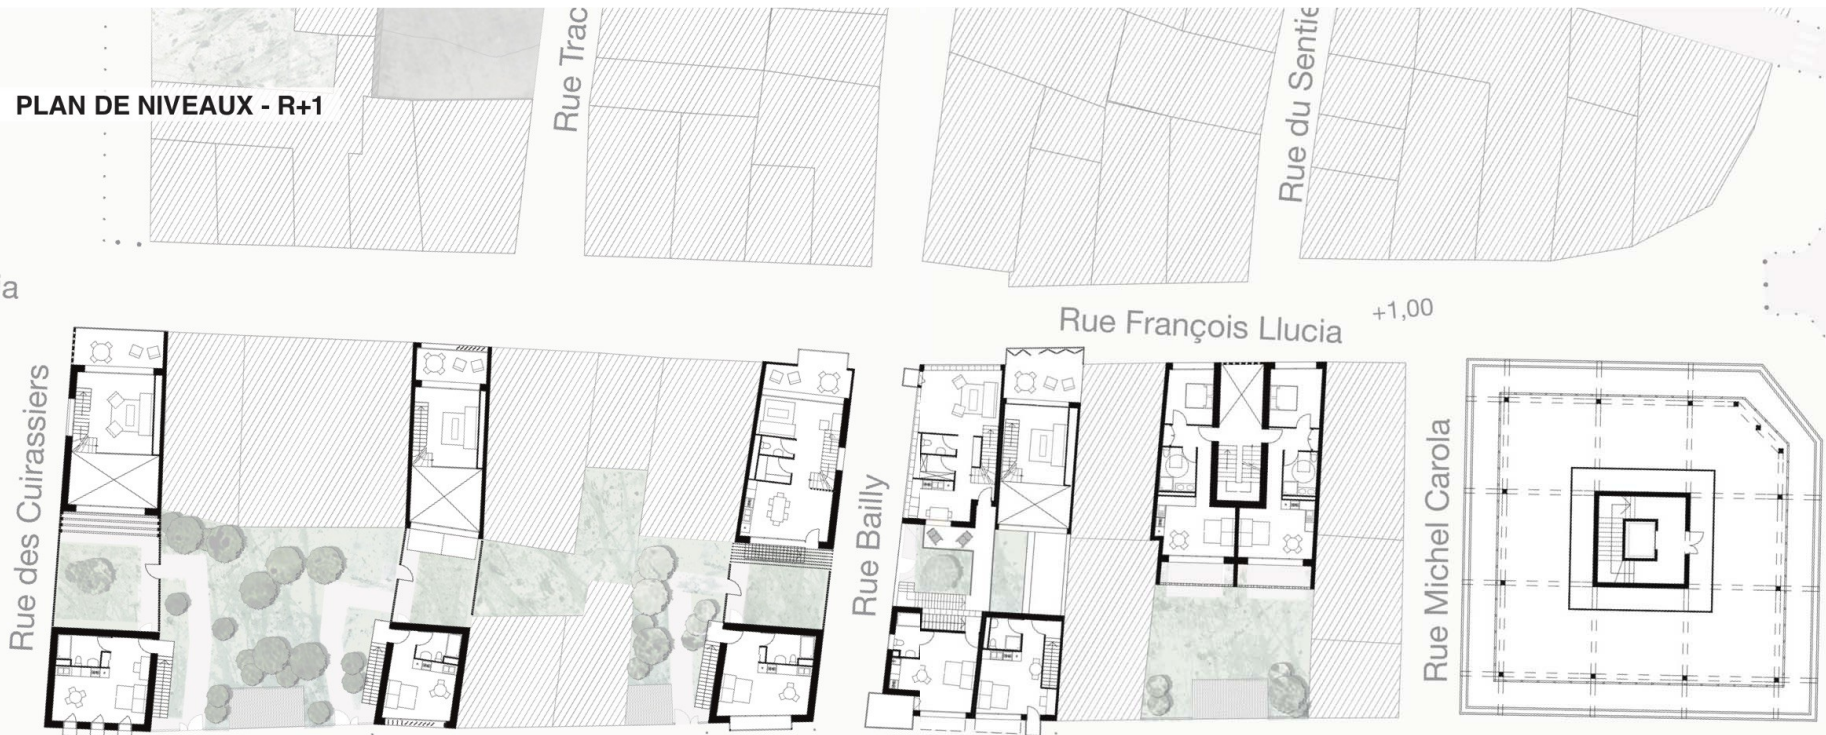 PLAN DE NIVEAUX - R+1
Rue Trac
Rue du Sentie
a
Rue François Llucia
+1,00
Rue des Cuirassiers
Rue Bailly
Rue Michel Carola